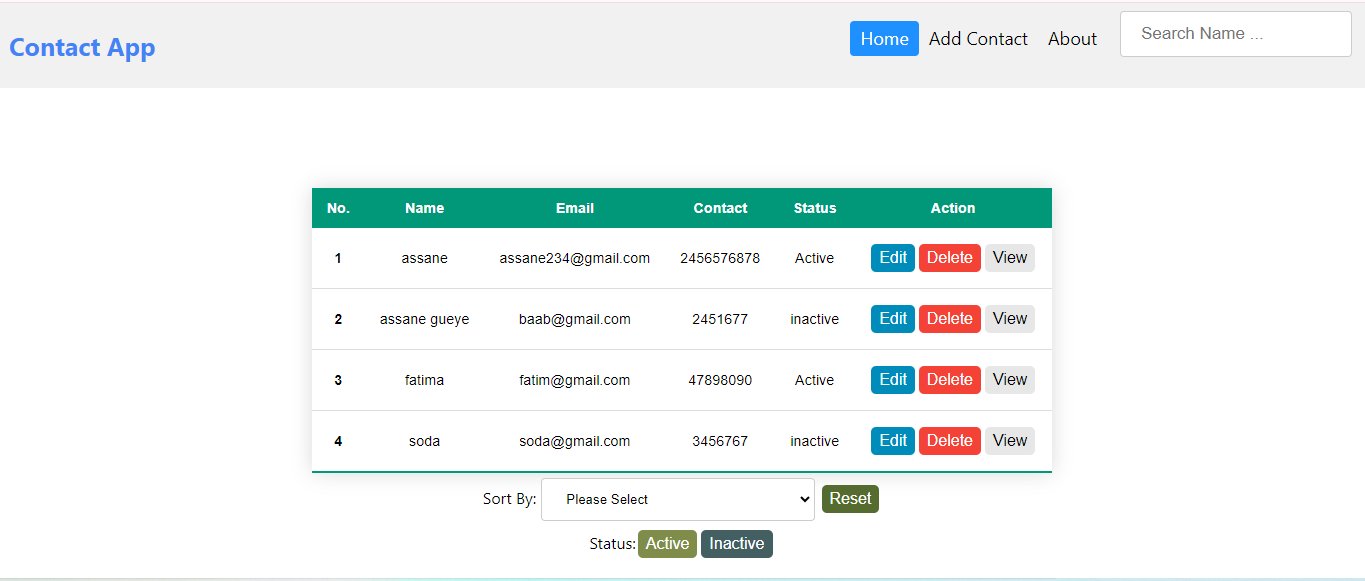 Contact App
Home Add Contact About Search Name ...
No. Name Email Contact Status Action
1 assane assane234@gmail.com 2456576878 Active Edit Delete View
2 assane gueye baab@gmail.com 2451677 inactive Edit Delete View
3 fatima fatim@gmail.com 47898090 Active Edit Delete View
4 soda soda@gmail.com 3456767 inactive Edit Delete View
Sort By: Please Select Reset
Status: Active Inactive